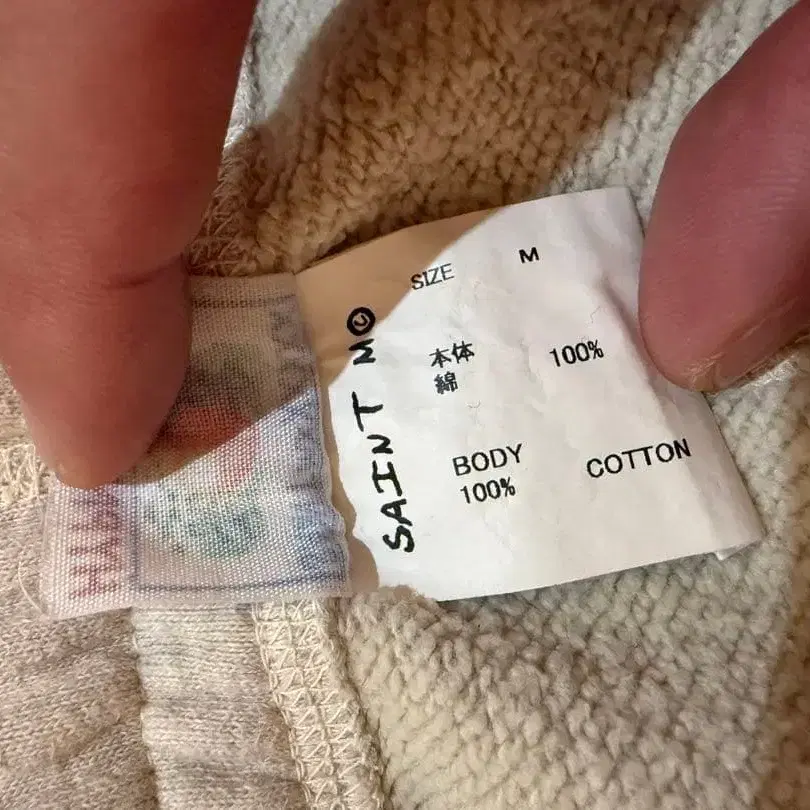 SIZE M
本体 100%
綿
BODY COTTON
100%
SAINT M